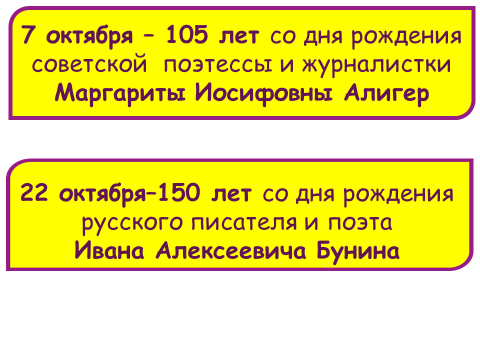 7 октября – 105 лет со дня рождения
советской поэтессы и журналистки
Маргариты Иосифовны Алигер
22 октября–150 лет со дня рождения
русского писателя и поэта
Ивана Алексеевича Бунина